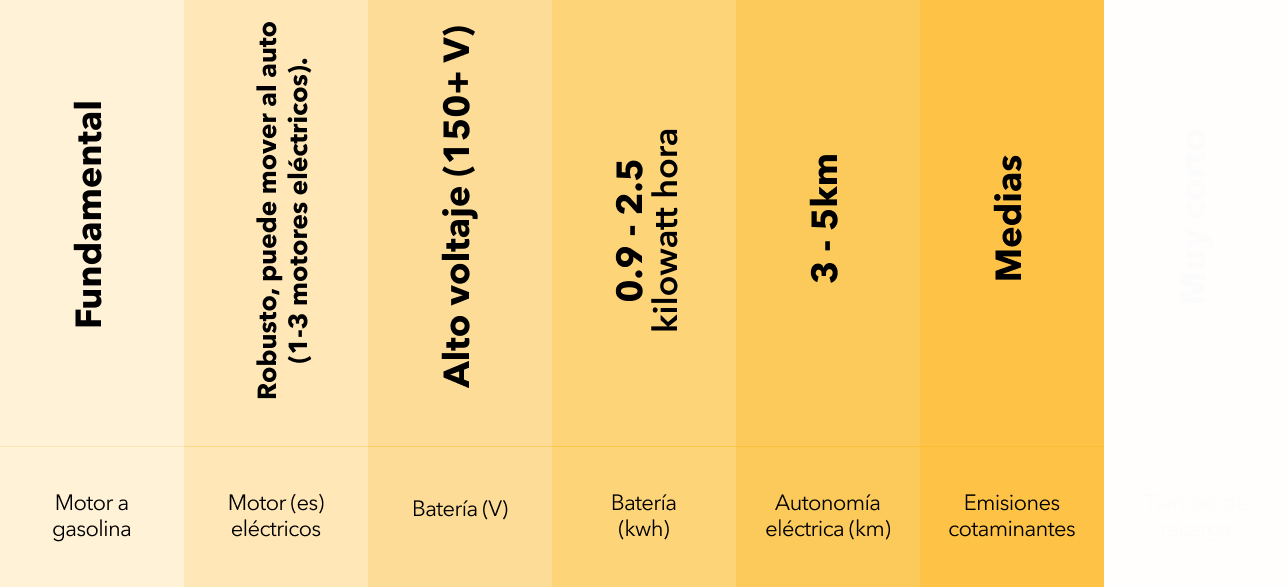 Fundamental
Robusto, puede mover al auto
(1-3 motores eléctricos).
Alto voltaje (150+ V)
0.9 - 2.5
kilowatt hora
3 - 5km
Medias
Muy corto
Motor a
gasolina
Motor (es)
eléctricos
Batería (V)
Batería
(kwh)
Autonomía
eléctrica (km)
Emisiones
cotaminantes